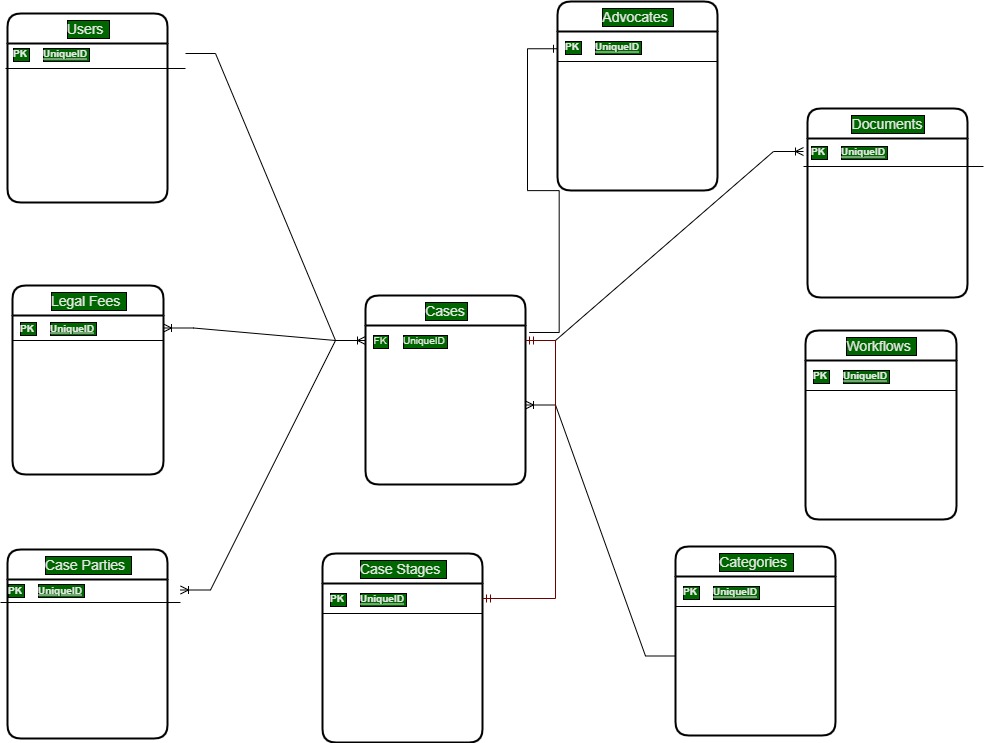 Users
PK UniqueID
Advocates
PK UniqueID
Documents
PK UniqueID
Legal Fees
PK UniqueID
Cases
FK UniqueID
Workflows
PK UniqueID
Case Parties
PK UniqueID
Case Stages
PK UniqueID
Categories
PK UniqueID